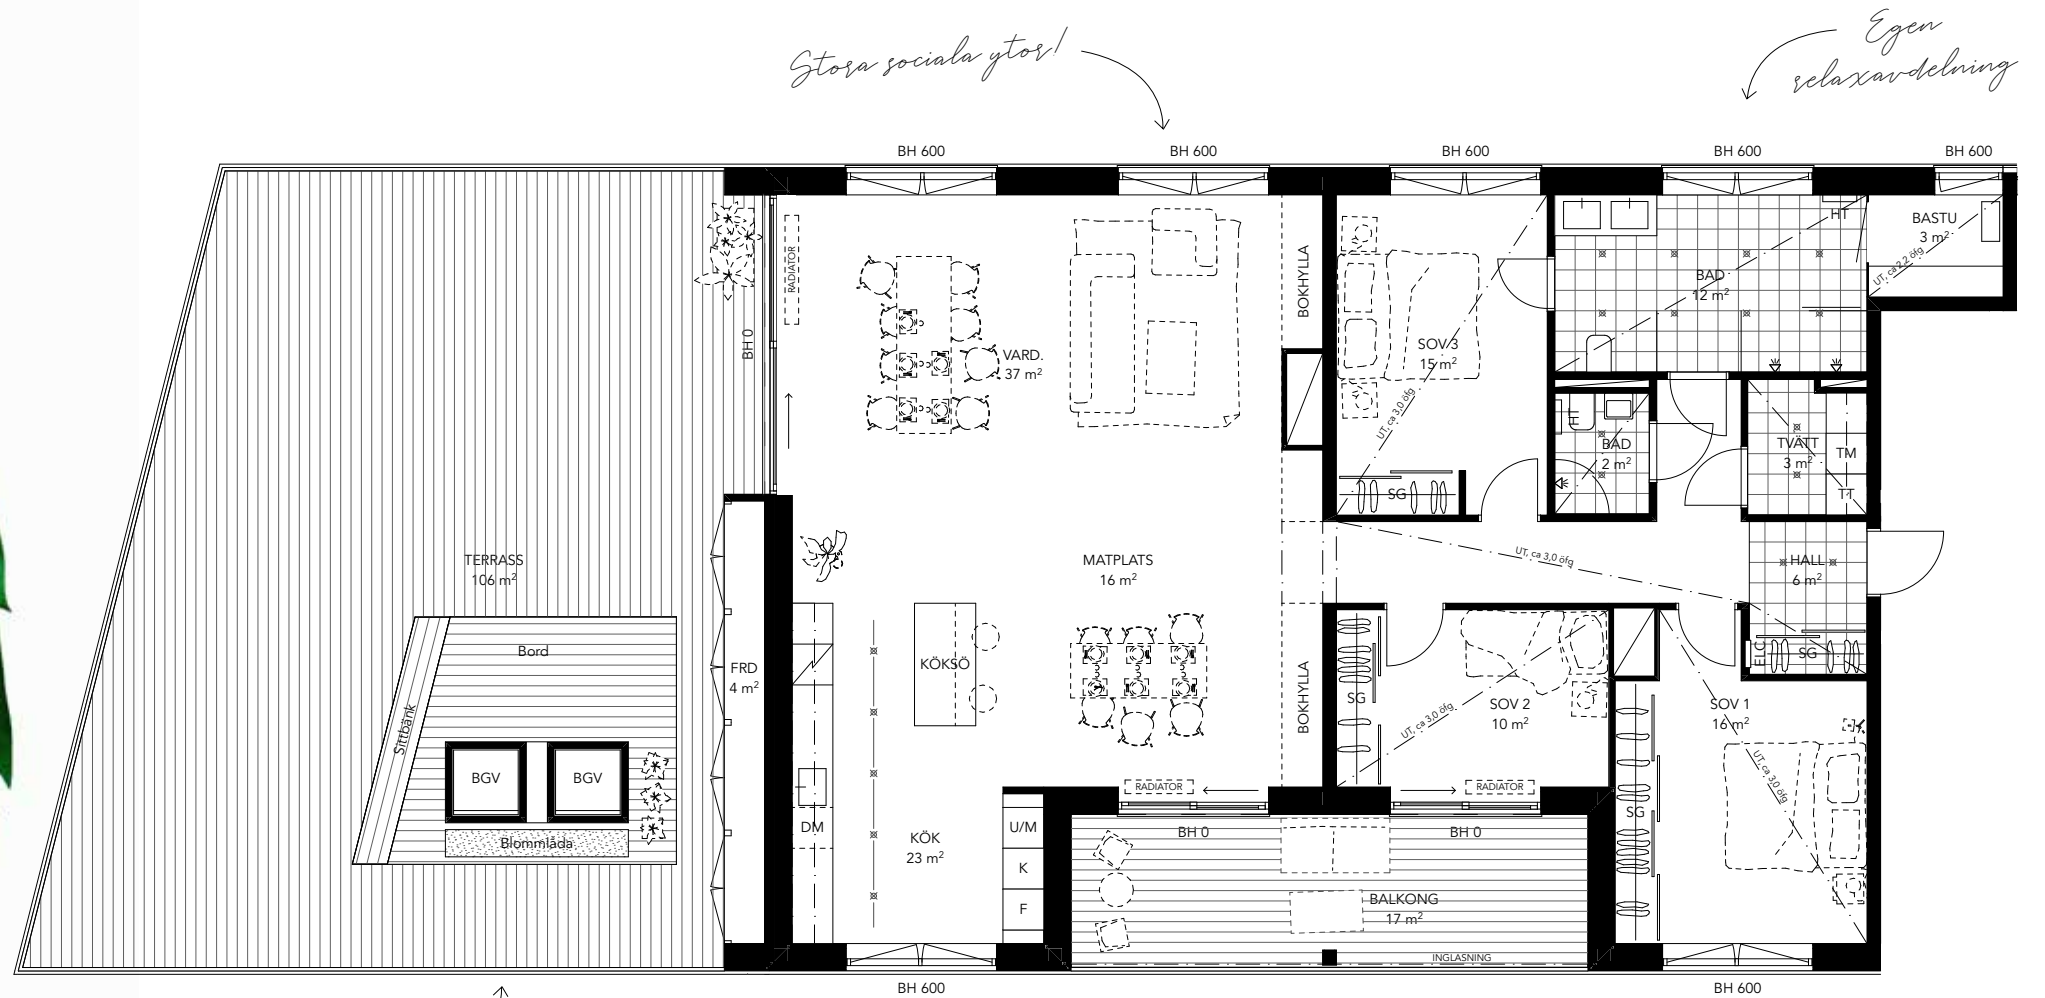 Stora sociala ytor!
Egen
relaxavdelning
BH 600
BH 600
BH 600
BH 600
BH 600
RADIATOR
BH 0
VARD.
37 m²
BOKHYLLA
SOV 3
15 m²
UT, ca 3,0 öfg
SG
BAD
12 m²
HT
BASTU
3 m²
UT, ca 2,2 öfg
HT
BAD
2 m²
TVÄTT
3 m²
TM
TT
TERRASS
106 m²
MATPLATS
16 m²
UT, ca 3,0 öfg
HALL
6 m²
ELC
SG
Bord
Sittbänk
BGV
BGV
Blommlåda
FRD
4 m²
KÖKSÖ
BOKHYLLA
SG
SOV 2
10 m²
UT, ca 3,0 öfg
SOV 1
16 m²
UT, ca 3,0 öfg
SG
RADIATOR
RADIATOR
DM
KÖK
23 m²
U/M
K
F
BH 0
BH 0
BALKONG
17 m²
INGLASNING
BH 600
BH 600